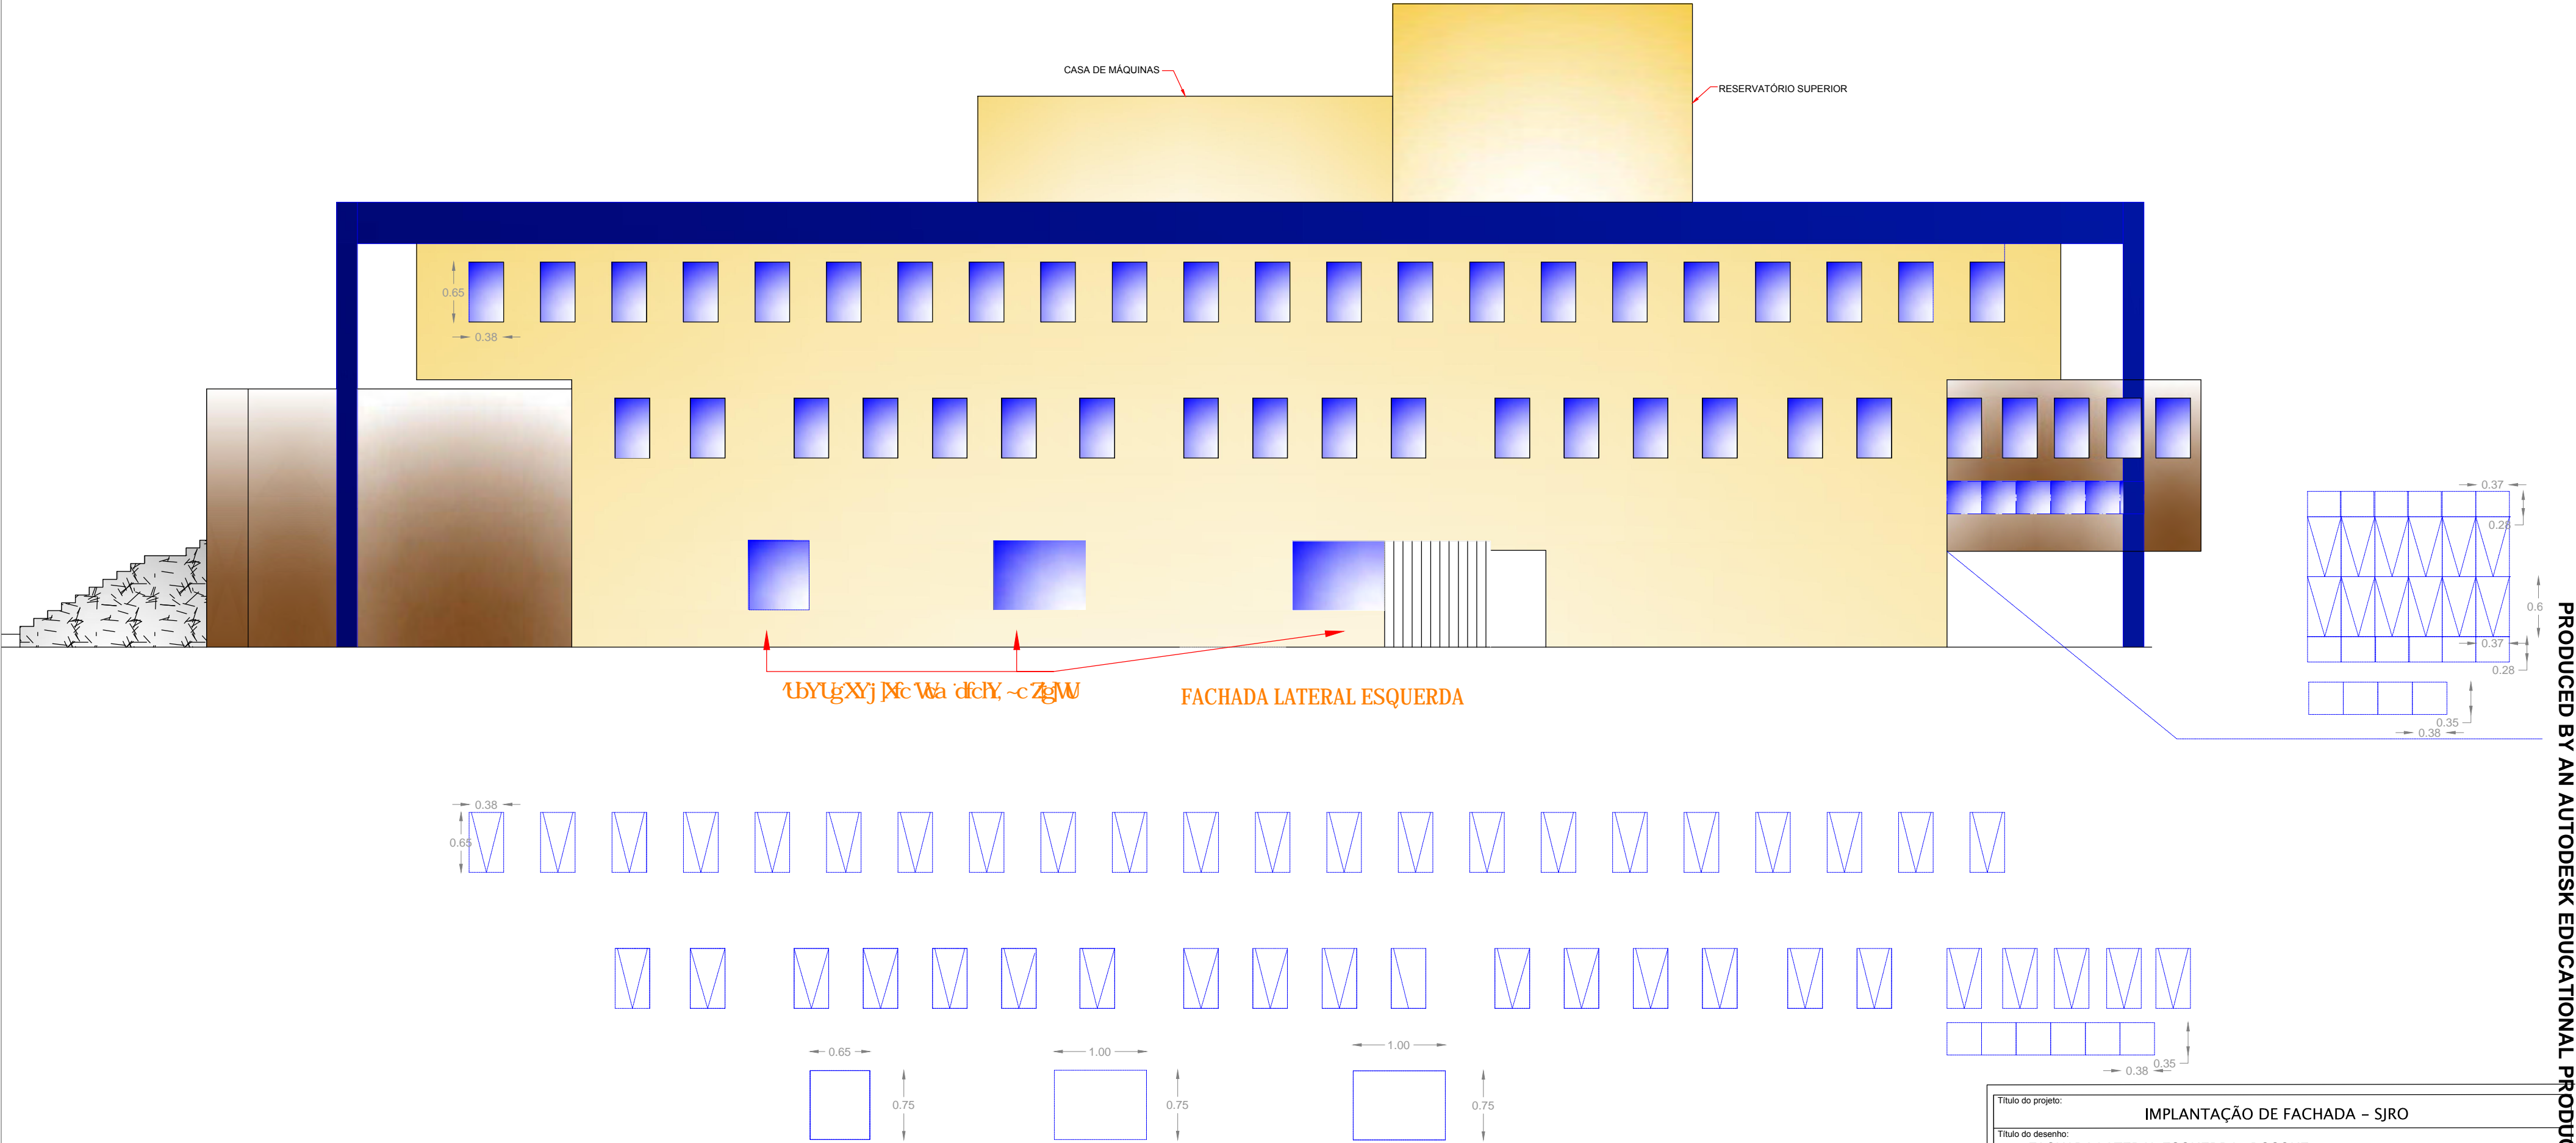 CASA DE MÁQUINAS
RESERVATÓRIO SUPERIOR
0.65
0.38
0.37
0.28
0.6
0.37
0.28
0.35
0.38
FACHADA LATERAL ESQUERDA
0.38
0.65
0.65
1.00
1.00
0.75
0.75
0.75
0.35
0.38
Título do projeto:
IMPLANTAÇÃO DE FACHADA - SJRO
Título do desenho:
PRODUCED BY AN AUTODESK EDUCATIONAL PRODUC